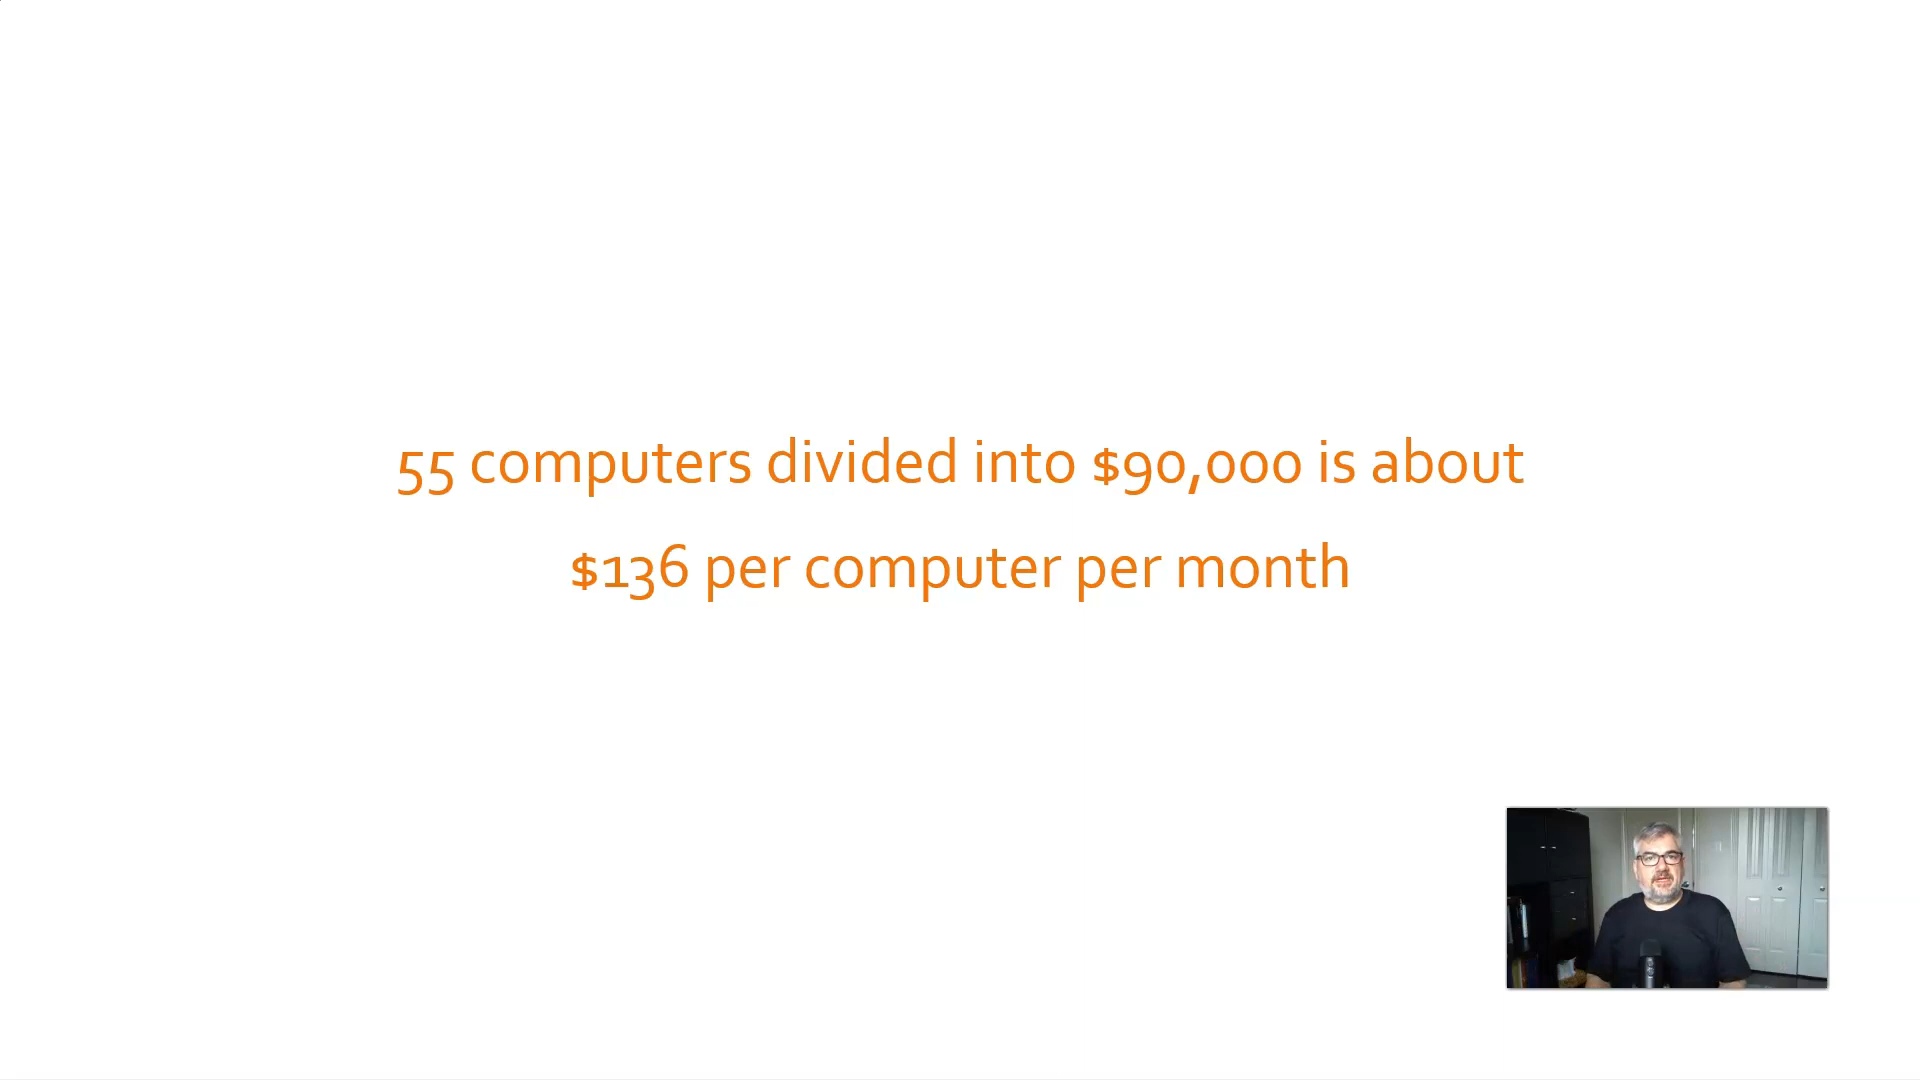 55 computers divided into $90,000 is about
$136 per computer per month